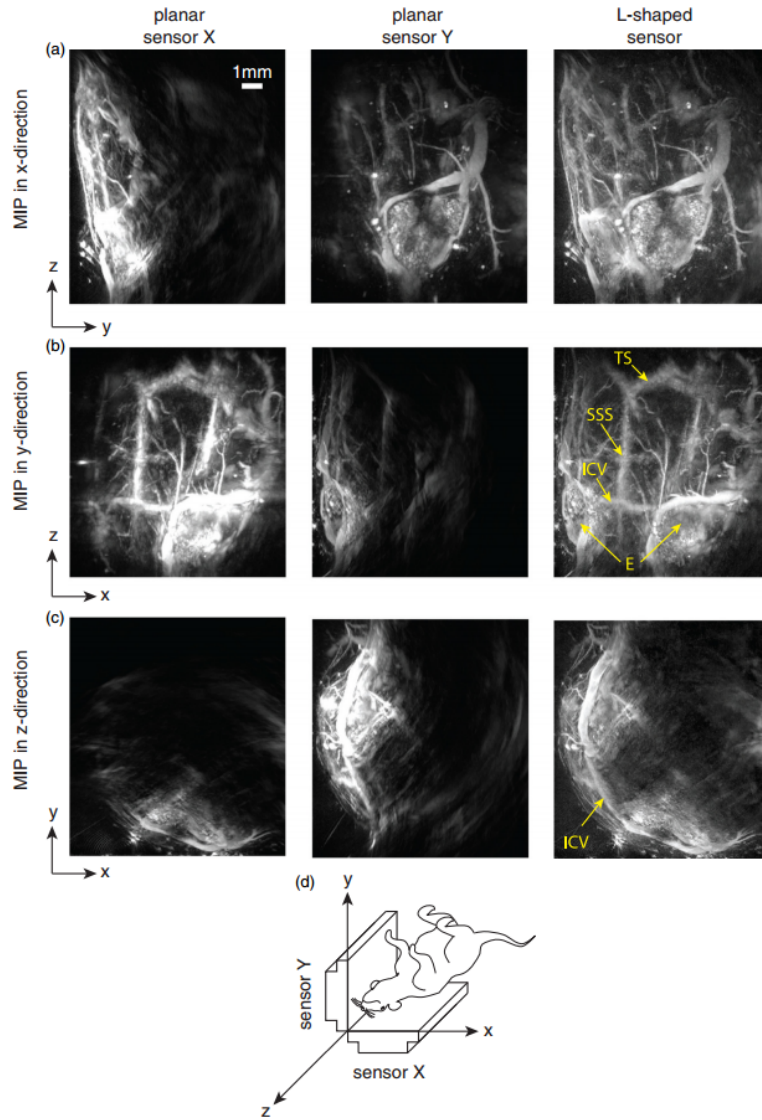 planar
sensor X
planar
sensor Y
L-shaped
sensor
(a)
1mm
MIP in x-direction
z
y
(b)
TS
SSS
ICV
E
MIP in y-direction
z
x
(c)
ICV
MIP in z-direction
y
x
(d)
y
sensor Y
x
sensor X
z